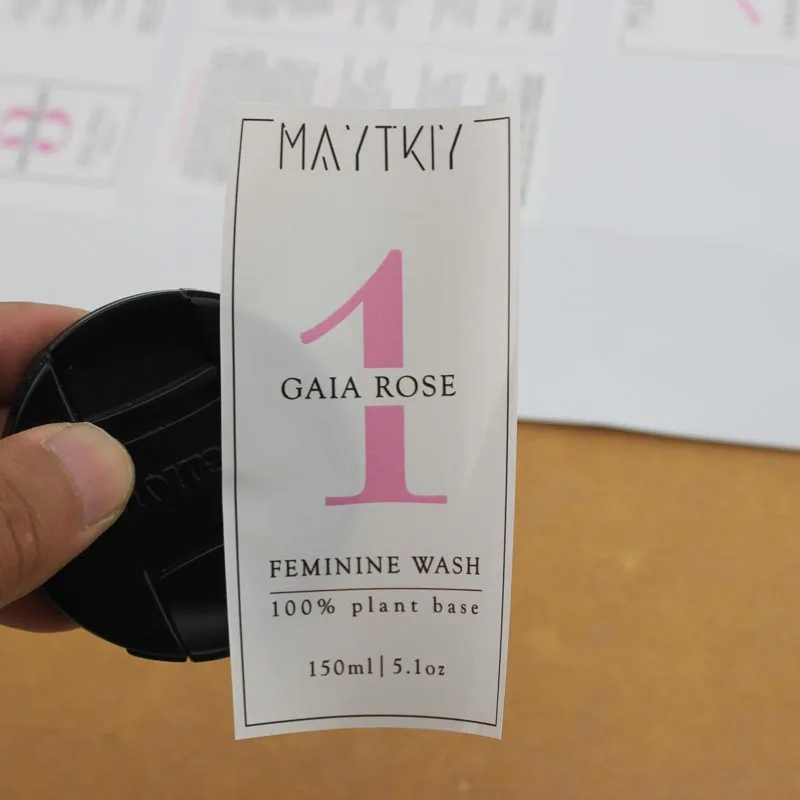 MAYTKIY
1
GAIA ROSE
FEMININE WASH
100% plant base
150ml|5.1oz